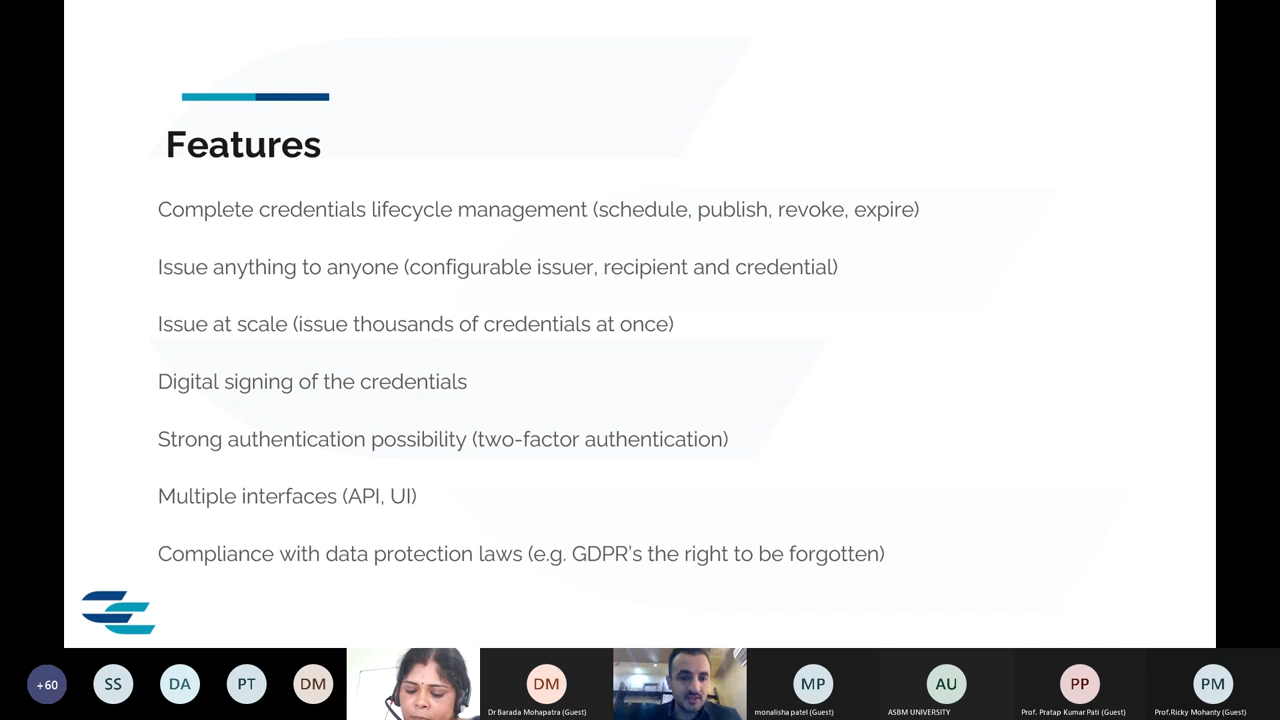 Features
Complete credentials lifecycle management (schedule, publish, revoke, expire)
Issue anything to anyone (configurable issuer, recipient and credential)
Issue at scale (issue thousands of credentials at once)
Digital signing of the credentials
Strong authentication possibility (two-factor authentication)
Multiple interfaces (API, UI)
Compliance with data protection laws (e.g. GDPR's the right to be forgotten)
+60
SS
DA
PT
DM
DM
MP
AU
PP
PM
Dr Barada Mohapatra (Guest)
monalisha patel (Guest)
ASBM UNIVERSITY
Prof. Pratap Kumar Pati (Guest)
Prof.Ricky Mohanty (Guest)